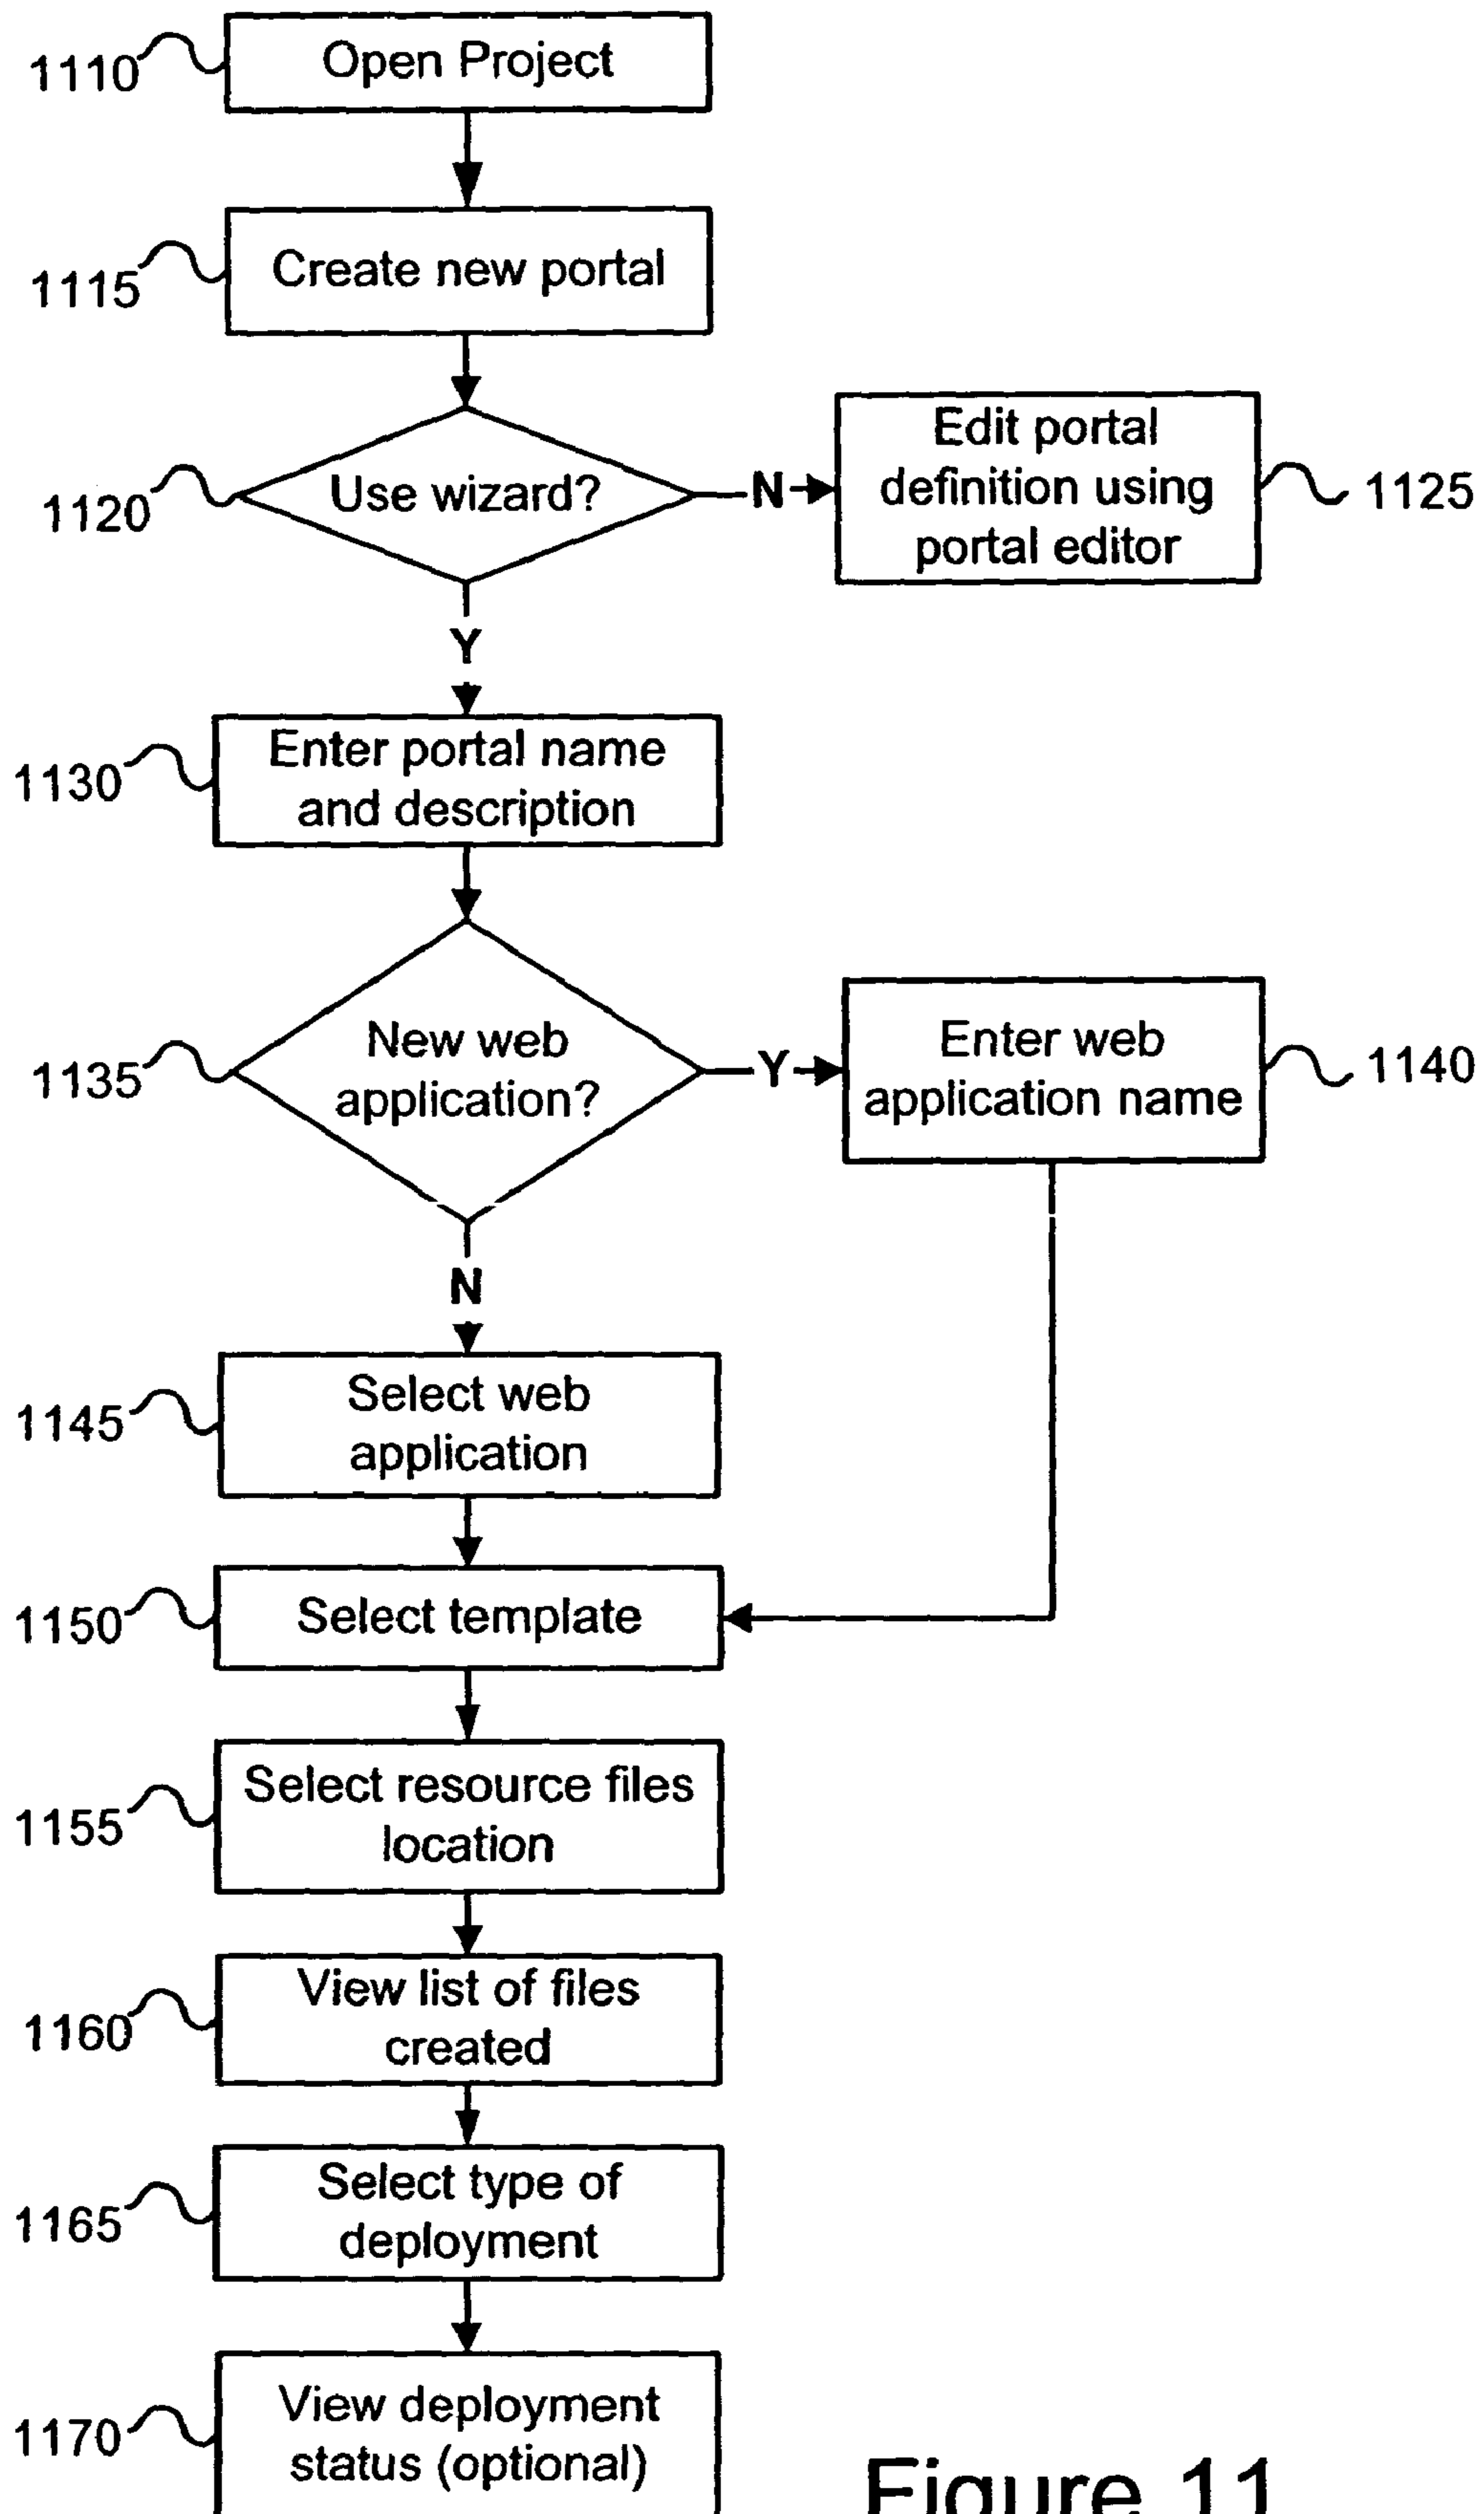 1110
Open Project
1115
Create new portal
1120
Use wizard?
N
Edit portal
definition using
portal editor
1125
Y
1130
Enter portal name
and description
1135
New web
application?
Y
Enter web
application name
1140
N
1145
Select web
application
1150
Select template
1155
Select resource files
location
1160
View list of files
created
1165
Select type of
deployment
1170
View deployment
status (optional)
Figure 11